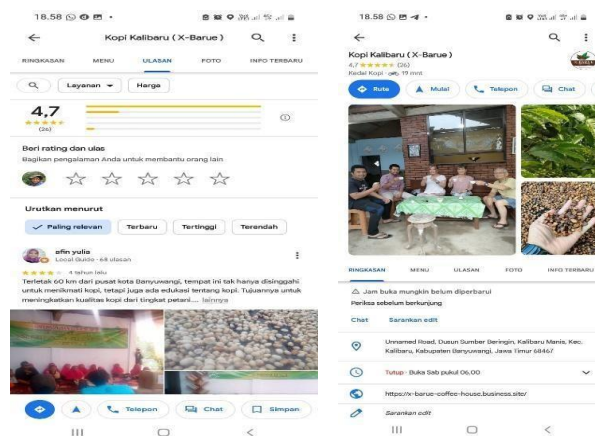 18.58
Kopi Kalibaru ( X-Barue )
RINGKASAN MENU ULASAN FOTO INFO TERBARU
Layanan Harga
4,7
(26)
Beri rating dan ulas
Bagikan pengalaman Anda untuk membantu orang lain
Urutkan menurut
Paling relevan Terbaru Tertinggi Terendah
afin yulia
Local Guide · 68 ulasan
4 tahun lalu
Terletak 60 km dari pusat kota Banyuwangi, tempat ini tak hanya disinggahi
untuk menikmati kopi, tetapi juga ada edukasi tentang kopi. Tujuannya untuk
meningkatkan kualitas kopi dari tingkat petani.... lainnya
Telepon Chat Simpan
18.58
Kopi Kalibaru ( X-Barue )
4,7 (26)
Kedai Kopi · 19 mnt
Rute Mulai Telepon Chat
RINGKASAN MENU ULASAN FOTO INFO TERBARU
Jam buka mungkin belum diperbarui
Periksa sebelum berkunjung
Chat Sarankan edit
Unnamed Road, Dusun Sumber Beringin, Kalibaru Manis, Kec.
Kalibaru, Kabupaten Banyuwangi, Jawa Timur 68467
Tutup · Buka Sab pukul 06.00
https://x-barue-coffee-house.business.site/
Sarankan edit